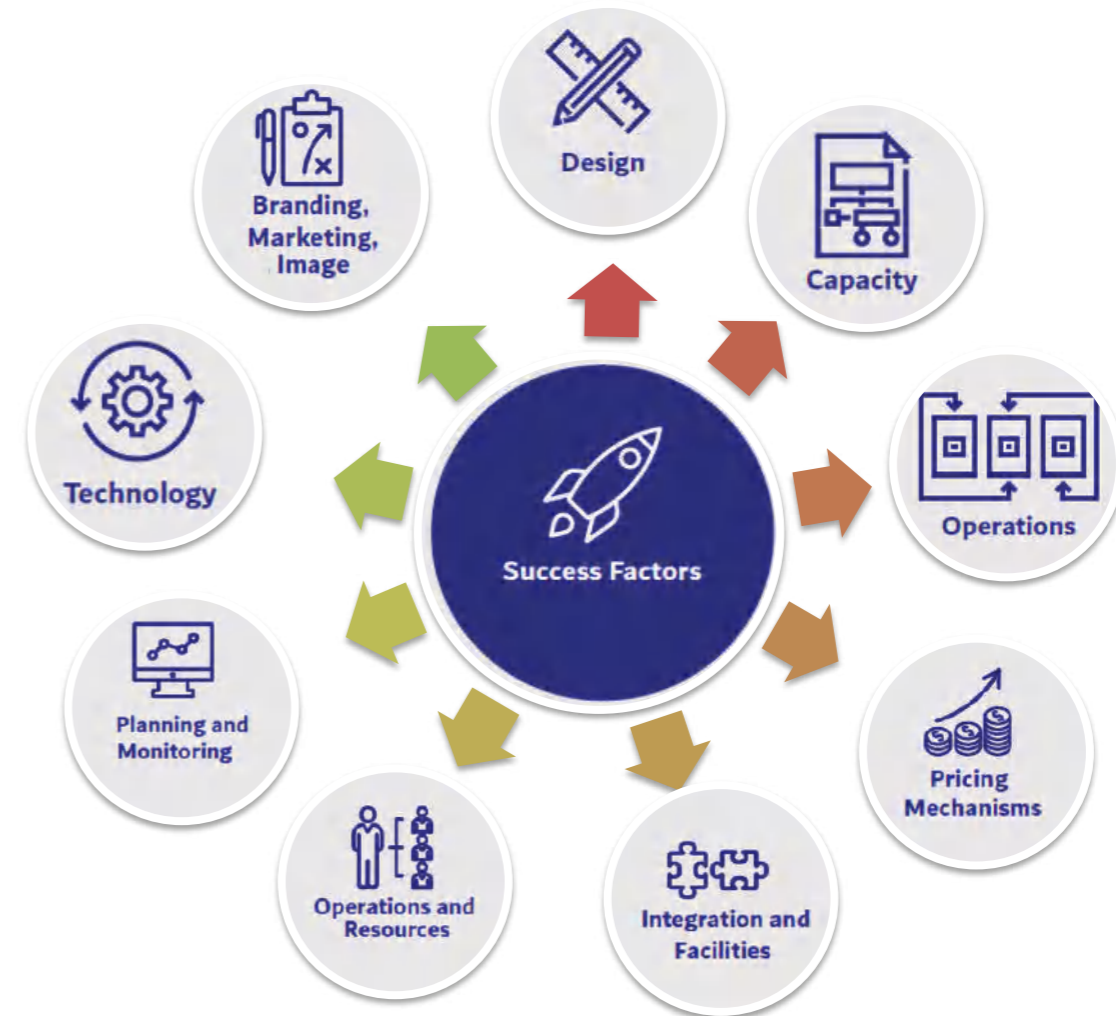 Design
Branding,
Marketing,
Image
Capacity
Technology
Operations
Success Factors
Planning and
Monitoring
Pricing
Mechanisms
Operations and
Resources
Integration and
Facilities